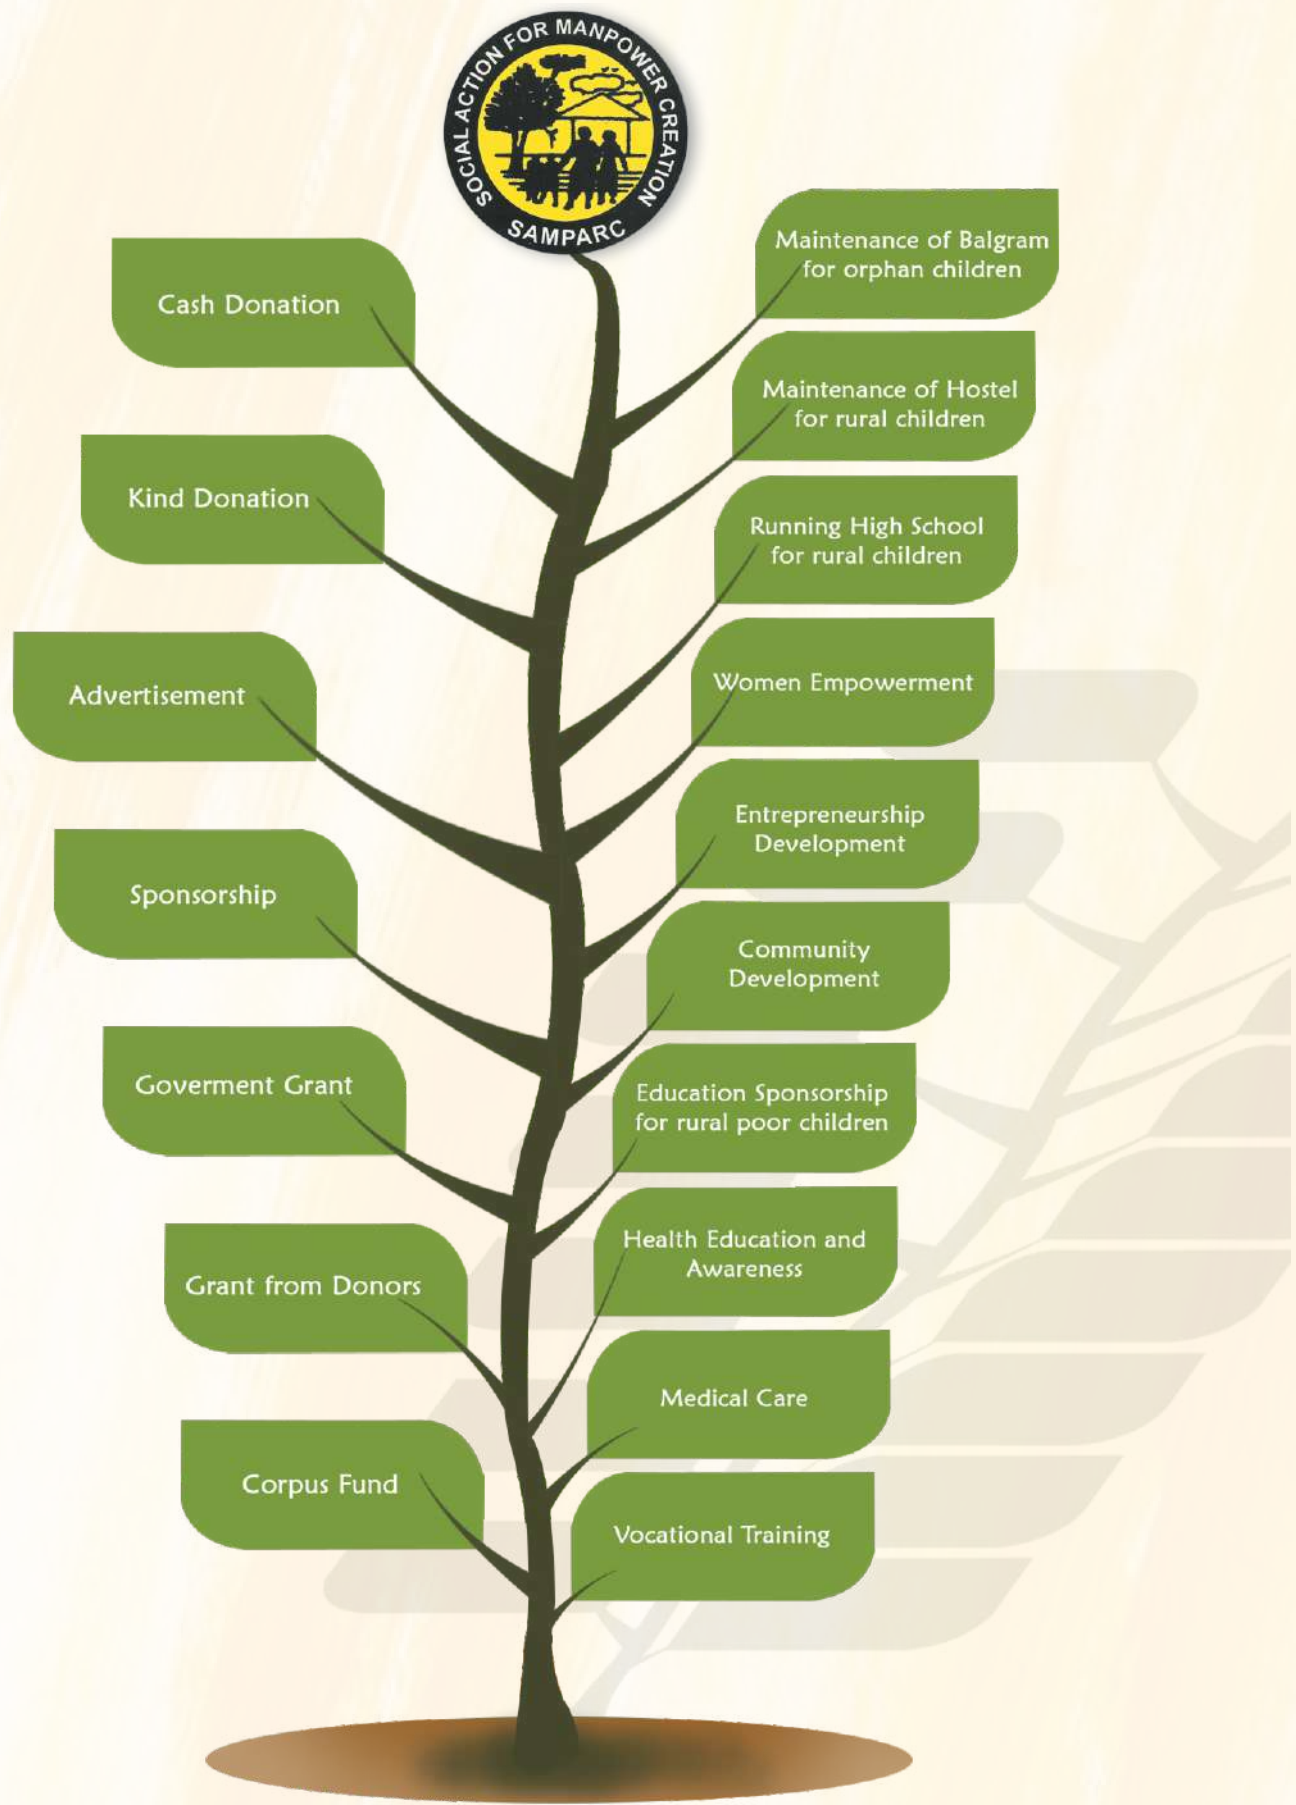 SOCIAL ACTION FOR MANPOWER CREATION
SAMPARC
Cash Donation
Kind Donation
Advertisement
Sponsorship
Goverment Grant
Grant from Donors
Corpus Fund
Maintenance of Balgram
for orphan children
Maintenance of Hostel
for rural children
Running High School
for rural children
Women Empowerment
Entrepreneurship
Development
Community
Development
Education Sponsorship
for rural poor children
Health Education and
Awareness
Medical Care
Vocational Training